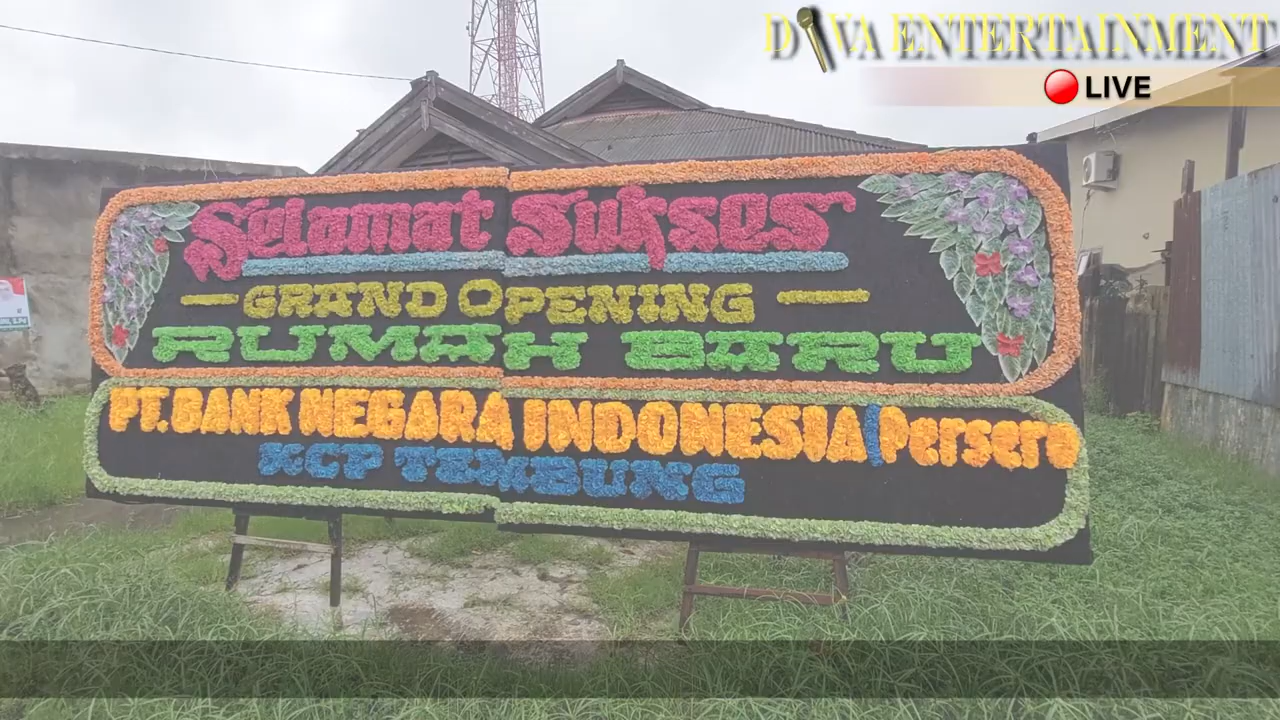 DIVA ENTERTAINMENT
LIVE
Selamat Sukses
GRAND OPENING
RUMAH BARU
PT. BANK NEGARA INDONESIA (Persero
KCP TEMBUNG